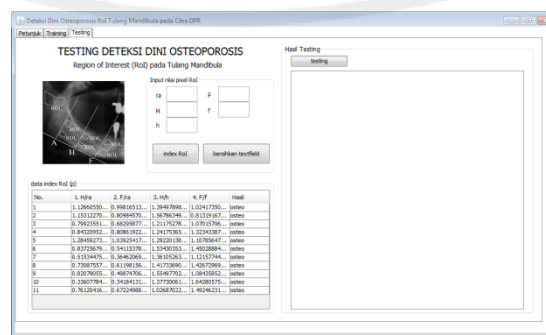 Deteksi Dini Osteoporosis RoI Tulang Mandibula pada Citra DPR
Petunjuk Training Testing
TESTING DETEKSI DINI OSTEOPOROSIS
Region of Interest (RoI) pada Tulang Mandibula
Input nilai pixel RoI
ra F
H f
h
index RoI bersihkan textfield
A H F
data index RoI (p)
No. 1. H/ra 2. F/ra 3. H/h 4. F/f Hasil
1 1.12660550... 0.99816513... 1.39497898... 1.02417350... osteo
2 1.15312270... 0.80984570... 1.56786349... 0.81319167... osteo
3 0.79923551... 0.68295877... 1.21175278... 1.07015706... osteo
4 0.84320952... 0.80861922... 1.24175365... 1.32343387... osteo
5 1.28459273... 1.03923417... 1.29220138... 1.10785647... osteo
6 0.83725679... 0.54115378... 1.53430353... 1.45028884... osteo
7 0.51534475... 0.36462069... 1.36105263... 1.12157744... osteo
8 0.73087557... 0.61198156... 1.41733690... 1.42672969... osteo
9 0.82879055... 0.49874706... 1.55497702... 1.08435852... osteo
10 0.33607784... 0.34184131... 1.37730061... 1.64280575... osteo
11 0.76120416... 0.67224988... 1.02687022... 1.49246231... osteo
Hasil Testing
testing